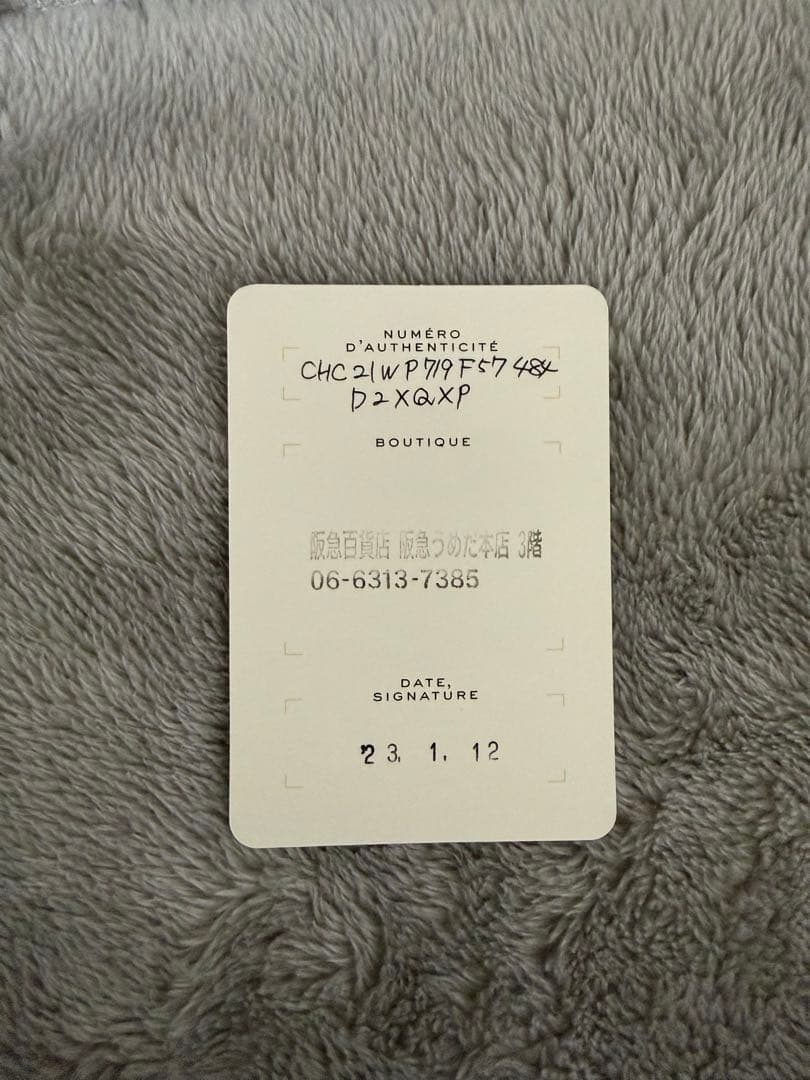 NUMÉRO
D'AUTHENTICITÉ
CHC21WP719F57484
D2XQXP
BOUTIQUE
阪急百貨店 阪急うめだ本店 3階
06-6313-7385
DATE,
SIGNATURE
'23. 1. 12